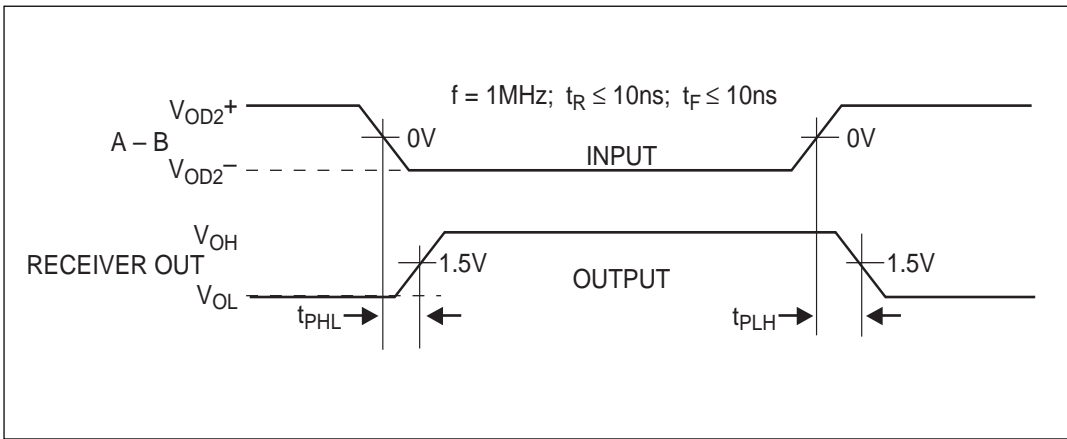 f = 1MHz; tR ≤ 10ns; tF ≤ 10ns
VOD2+
A – B
0V
0V
INPUT
VOD2–
VOH
RECEIVER OUT
1.5V
1.5V
OUTPUT
VOL
tPHL
tPLH